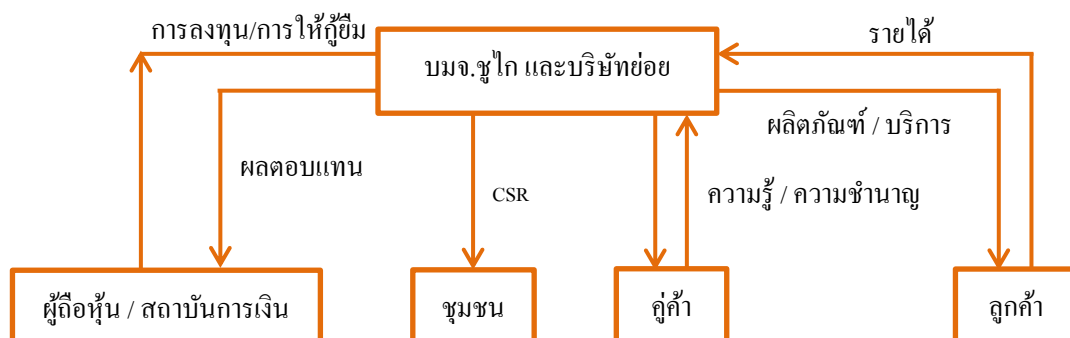 การลงทุน/การให้กู้ยืม
รายได้
บมจ.ชูไก และบริษัทย่อย
ผลิตภัณฑ์ / บริการ
ผลตอบแทน
CSR
ความรู้ / ความชำนาญ
ผู้ถือหุ้น / สถาบันการเงิน
ชุมชน
คู่ค้า
ลูกค้า